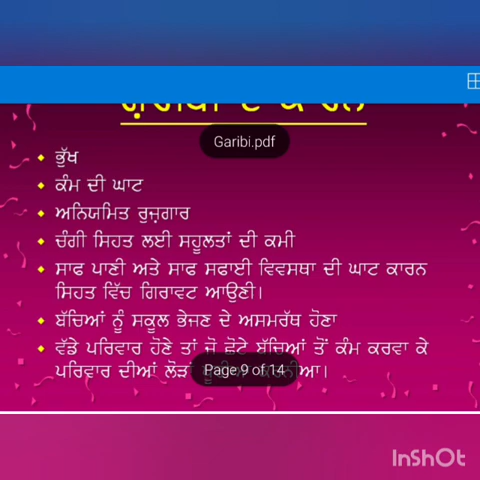 Garibi.pdf
ਭੁੱਖ
ਕੰਮ ਦੀ ਘਾਟ
ਅਨਿਯਮਿਤ ਰੁਜ਼ਗਾਰ
ਚੰਗੀ ਸਿਹਤ ਲਈ ਸਹੂਲਤਾਂ ਦੀ ਕਮੀ
ਸਾਫ ਪਾਣੀ ਅਤੇ ਸਾਫ ਸਫਾਈ ਵਿਵਸਥਾ ਦੀ ਘਾਟ ਕਾਰਨ
ਸਿਹਤ ਵਿੱਚ ਗਿਰਾਵਟ ਆਉਣੀ।
ਬੱਚਿਆਂ ਨੂੰ ਸਕੂਲ ਭੇਜਣ ਦੇ ਅਸਮਰੱਥ ਹੋਣਾ
ਵੱਡੇ ਪਰਿਵਾਰ ਹੋਣੇ ਤਾਂ ਜੋ ਛੋਟੇ ਬੱਚਿਆਂ ਤੋਂ ਕੰਮ ਕਰਵਾ ਕੇ
ਪਰਿਵਾਰ ਦੀਆਂ ਲੋੜਾਂ
Page 9 of 14
InShOt